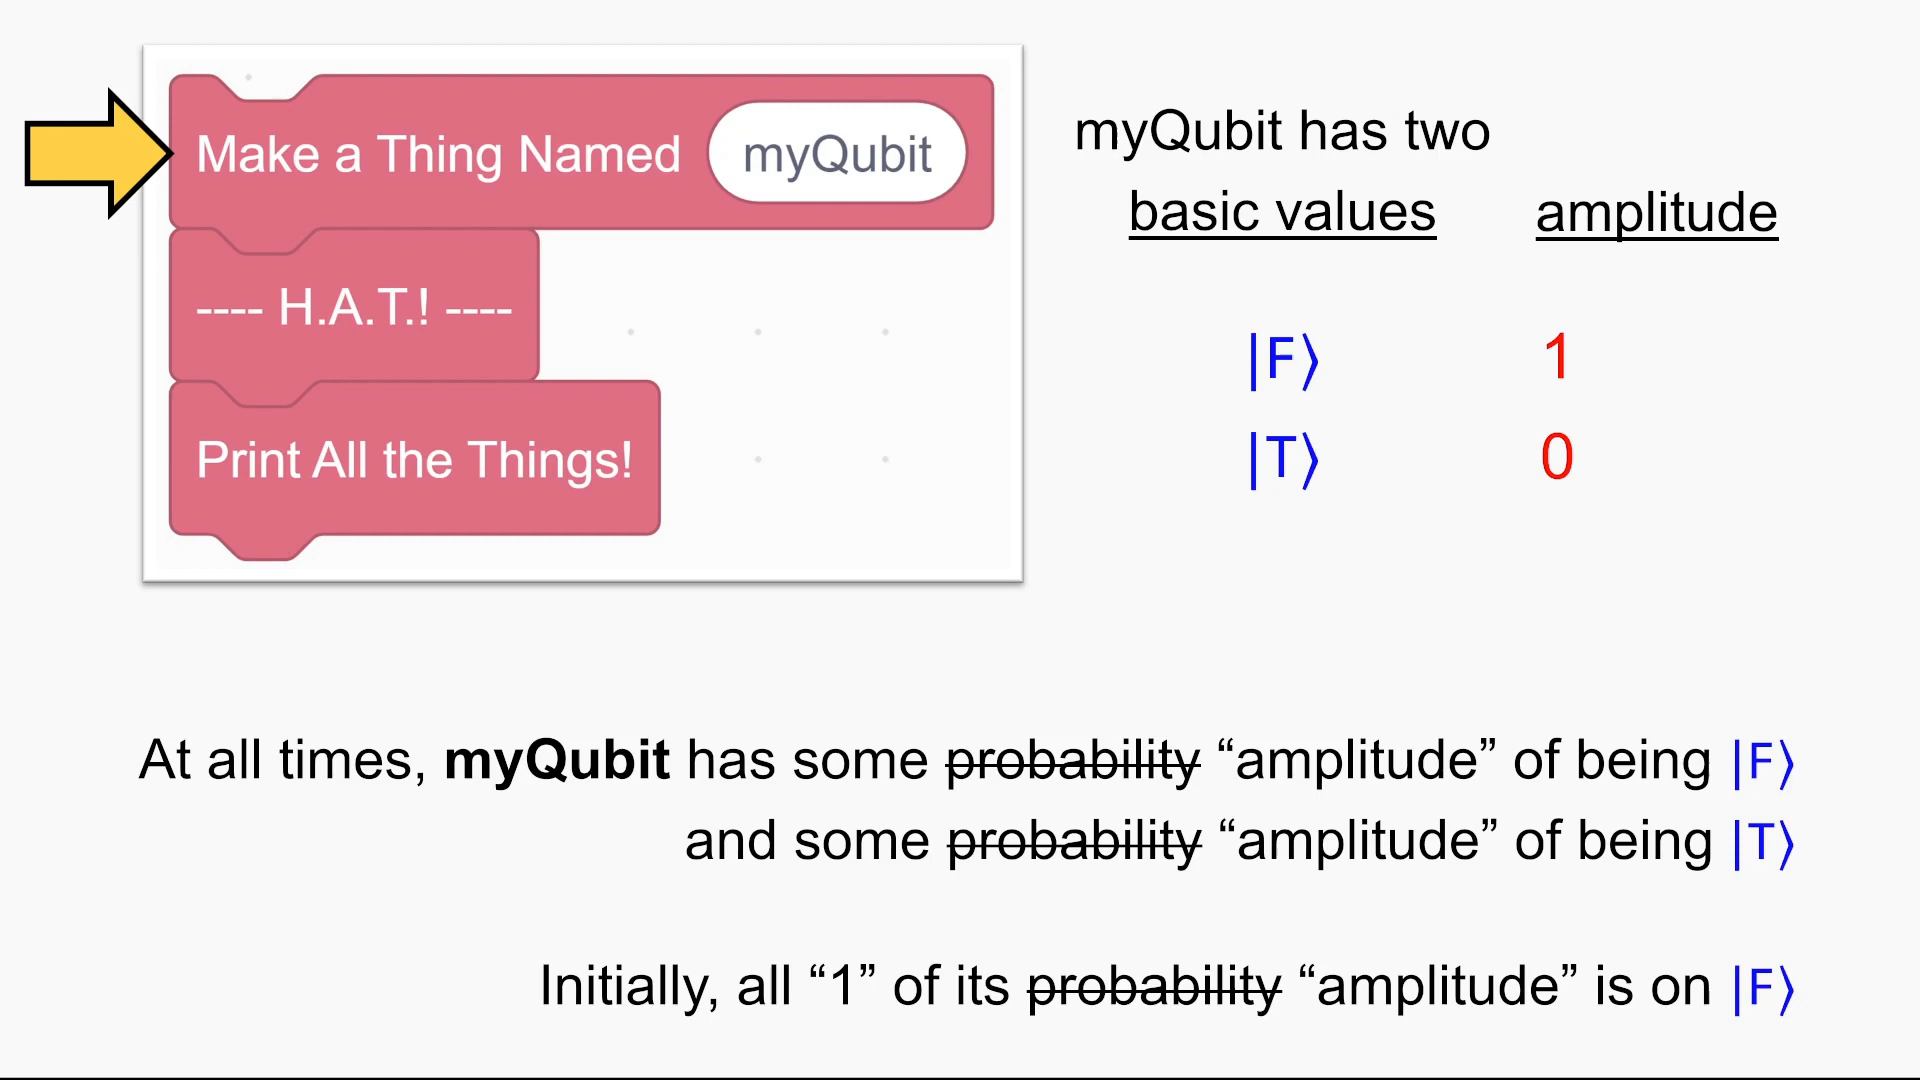 Make a Thing Named myQubit
---- H.A.T.! ----
Print All the Things!
myQubit has two
basic values amplitude
|F⟩ 1
|T⟩ 0
At all times, myQubit has some probability “amplitude” of being |F⟩
and some probability “amplitude” of being |T⟩
Initially, all “1” of its probability “amplitude” is on |F⟩